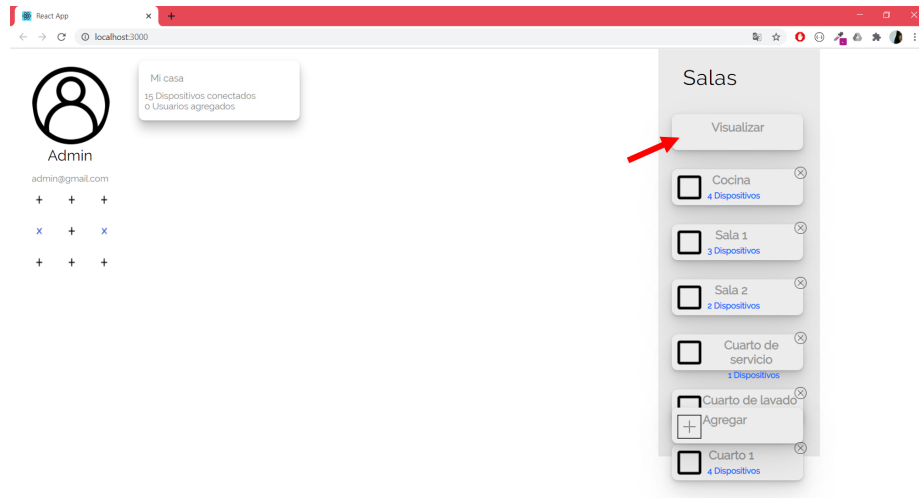 React App
localhost:3000
Admin
admin@gmail.com
+ + +
x + x
+ + +
Mi casa
15 Dispositivos conectados
0 Usuarios agregados
Salas
Visualizar
Cocina
4 Dispositivos
Sala 1
3 Dispositivos
Sala 2
2 Dispositivos
Cuarto de
servicio
1 Dispositivos
Cuarto de lavado
Agregar
Cuarto 1
4 Dispositivos